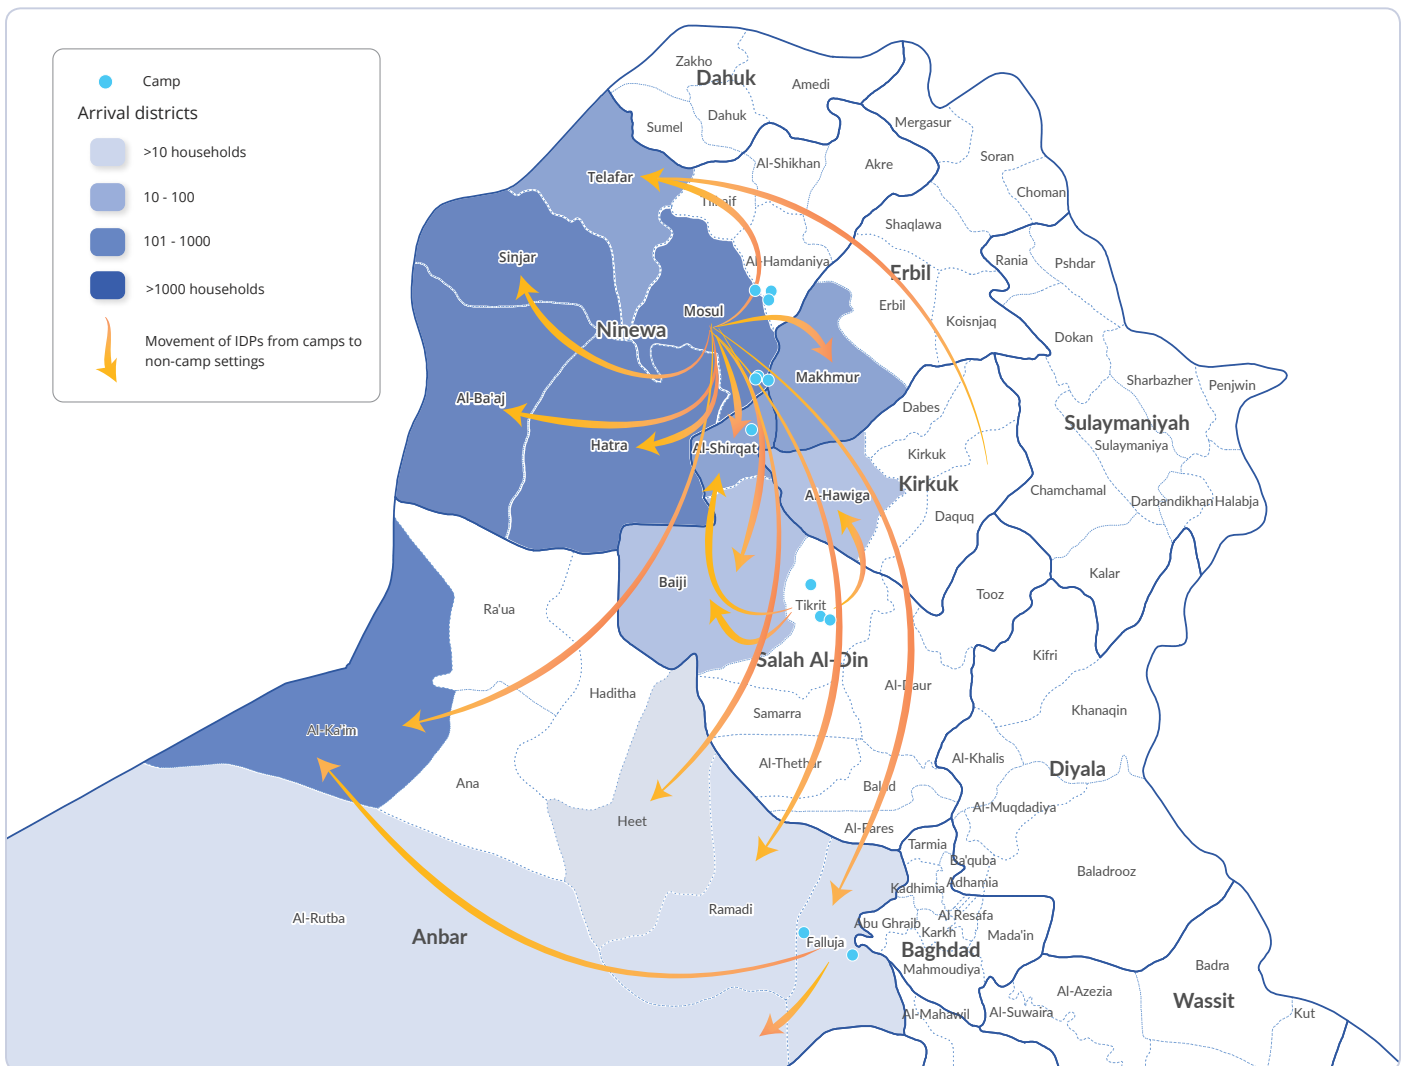 Camp
Arrival districts
>10 households
10 - 100
101 - 1000
>1000 households
Movement of IDPs from camps to
non-camp settings
Zakho
Dahuk
Amedi
Dahuk
Sumel
Mergasur
Al-Shikhan
Akre
Soran
Choman
Telafar
Tilkaif
Shaqlawa
Sinjar
Al-Hamdaniya
Erbil
Rania
Pshdar
Mosul
Erbil
Ninewa
Koisnjaq
Dokan
Makhmur
Sharbazher
Penjwin
Al-Ba'aj
Dabes
Sulaymaniyah
Hatra
Al-Shirqat
Kirkuk
Sulaymaniya
Kirkuk
Al-Hawiga
Chamchamal
Darbandikhan
Halabja
Daquq
Baiji
Kalar
Tikrit
Tooz
Ra'ua
Salah Al-Din
Kifri
Haditha
Al-Daur
Samarra
Khanaqin
Al-Ka'im
Al-Thethar
Al-Khalis
Diyala
Ana
Balad
Al-Muqdadiya
Heet
Al-Fares
Tarmia
Ba'quba
Baladrooz
Kadhimia
Adhamia
Ramadi
Al-Rutba
Abu Ghraib
Al Resafa
Karkh
Mada'in
Anbar
Falluja
Baghdad
Mahmoudiya
Badra
Al-Azezia
Wassit
Al-Mahawil
Al-Suwaira
Kut